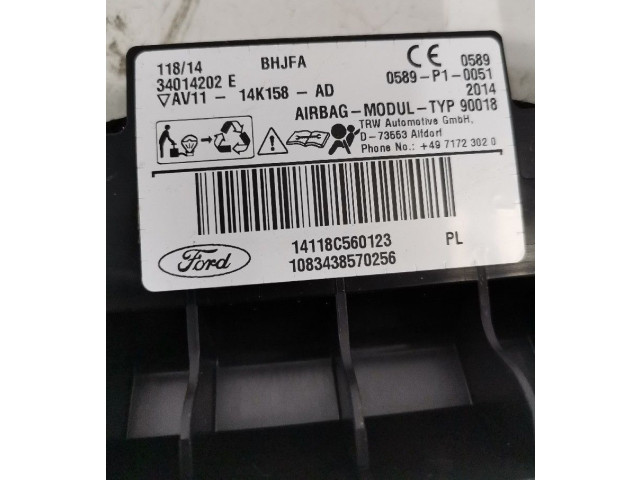 118/14 BHJFA
34014202 E
▽AV11 - 14K158 - AD
CE 0589
0589-P1-0051
2014
AIRBAG-MODUL-TYP 90018
TRW Automotive GmbH,
D-73553 Alfdorf
Phone No.: +49 7172 302 0
14118C560123 PL
1083438570256
Ford